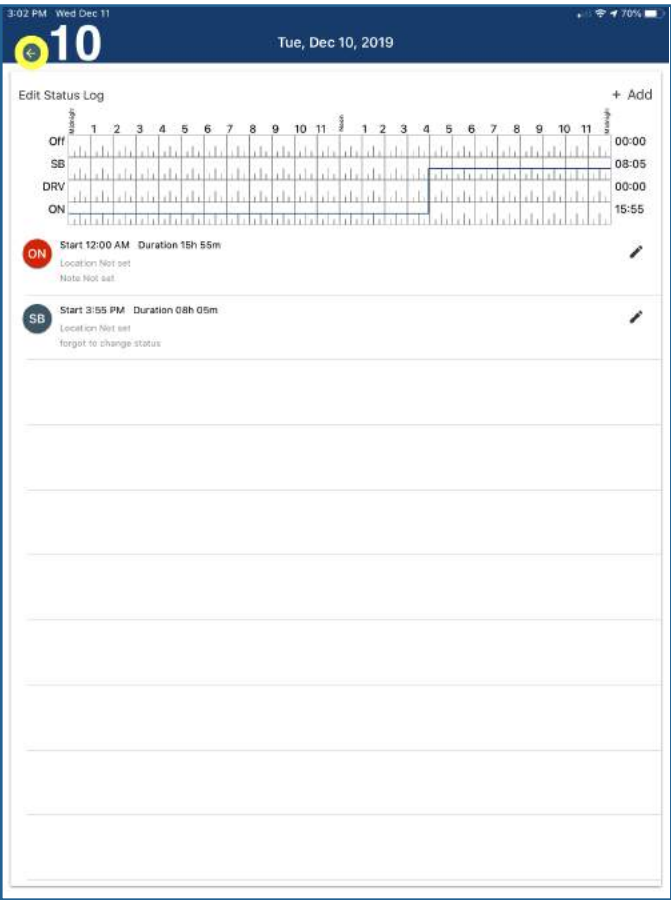 3:02 PM Wed Dec 11 70%
10
Tue, Dec 10, 2019
Edit Status Log + Add
Midnight 1 2 3 4 5 6 7 8 9 10 11 Noon 1 2 3 4 5 6 7 8 9 10 11 Midnight
Off 00:00
SB 08:05
DRV 00:00
ON 15:55
ON
Start 12:00 AM Duration 15h 55m
Location Not set
Note Not set
SB
Start 3:55 PM Duration 08h 05m
Location Not set
forgot to change status